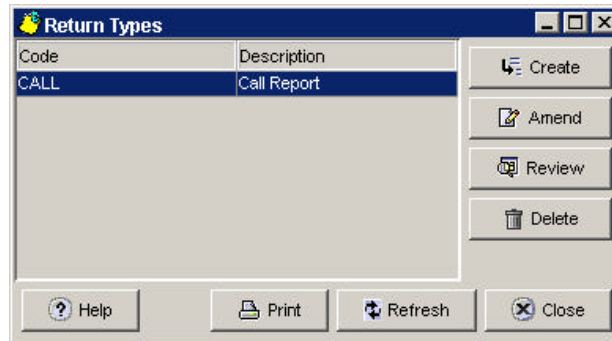 Return Types
Code Description
CALL Call Report
Create
Amend
Review
Delete
Help Print Refresh Close